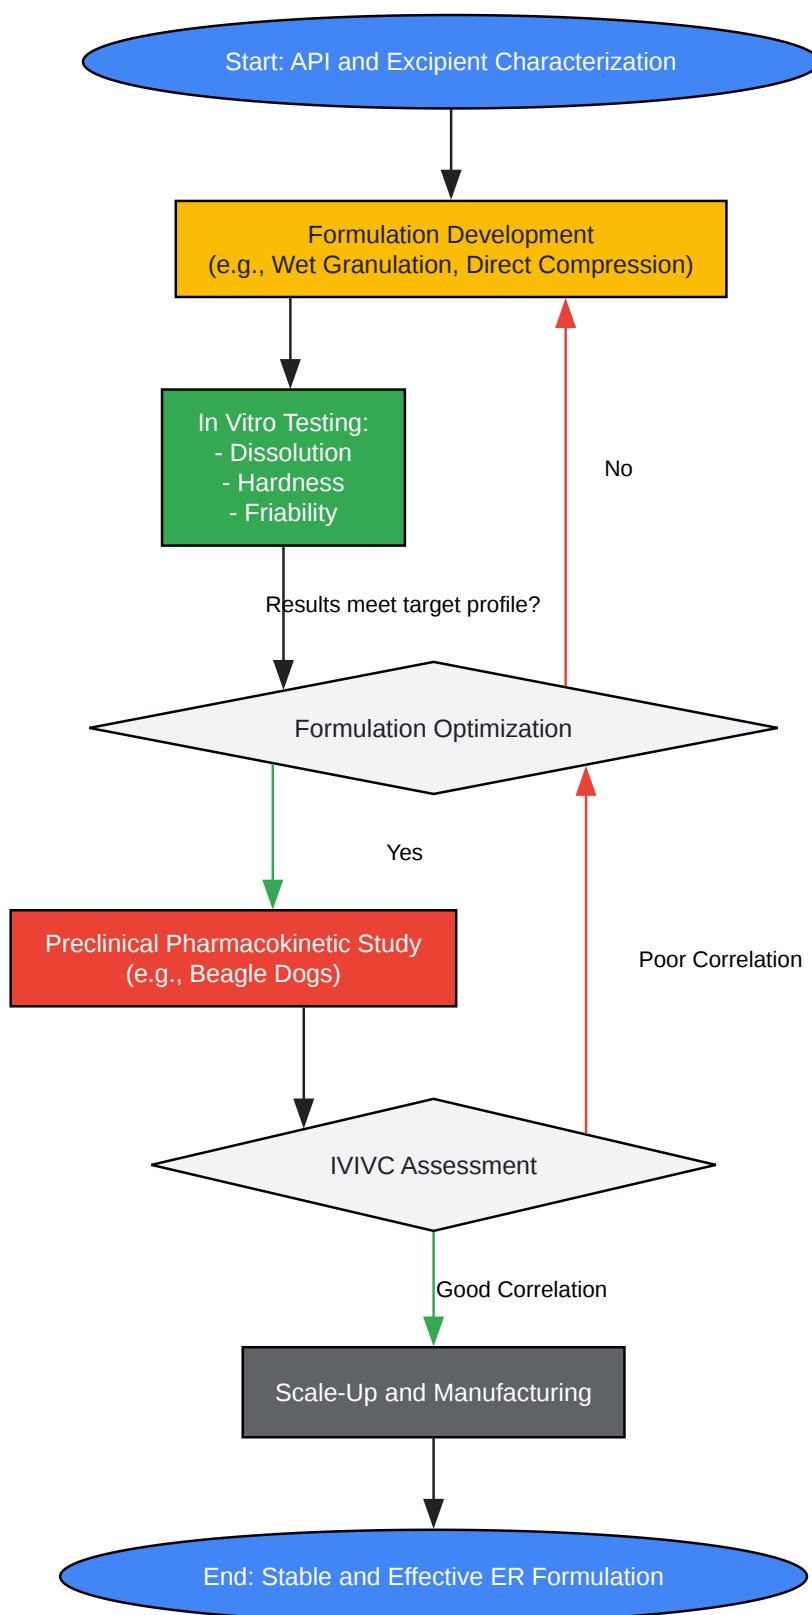 Start: API and Excipient Characterization
Formulation Development
(e.g., Wet Granulation, Direct Compression)
In Vitro Testing:
- Dissolution
- Hardness
- Friability
No
Results meet target profile?
Formulation Optimization
Yes
Preclinical Pharmacokinetic Study
(e.g., Beagle Dogs)
Poor Correlation
IVIVC Assessment
Good Correlation
Scale-Up and Manufacturing
End: Stable and Effective ER Formulation